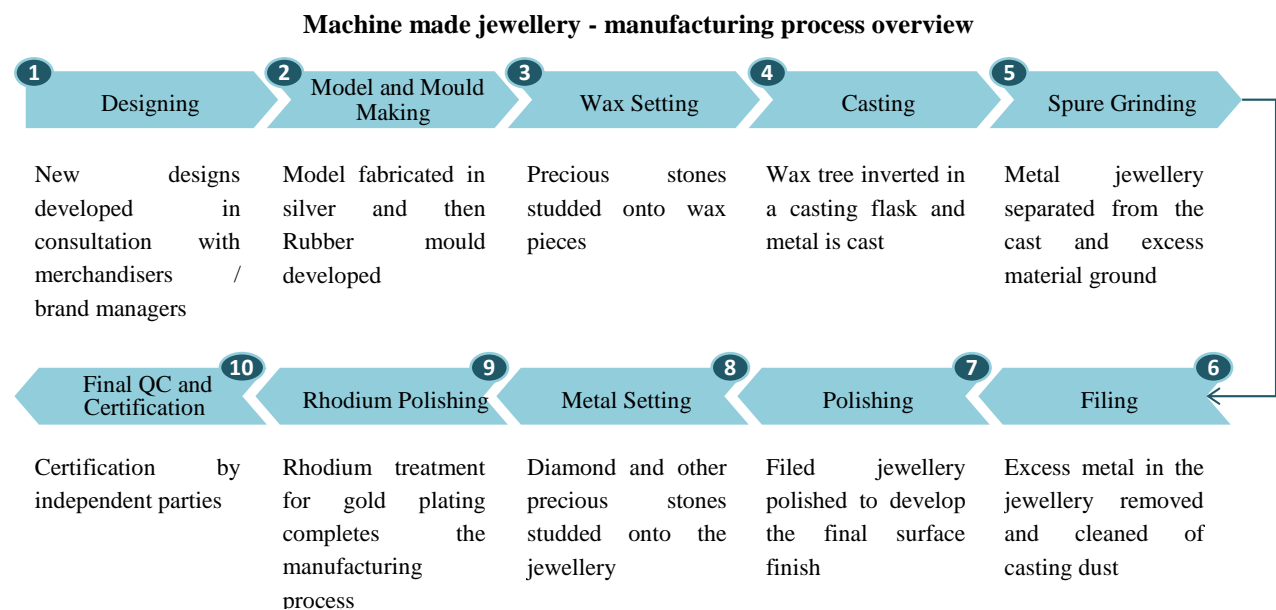 Machine made jewellery - manufacturing process overview
1
Designing
New designs
developed in
consultation with
merchandisers /
brand managers
2
Model and Mould
Making
Model fabricated in
silver and then
Rubber mould
developed
3
Wax Setting
Precious stones
studded onto wax
pieces
4
Casting
Wax tree inverted in
a casting flask and
metal is cast
5
Spure Grinding
Metal jewellery
separated from the
cast and excess
material ground
6
Filing
Excess metal in the
jewellery removed
and cleaned of
casting dust
7
Polishing
Filed jewellery
polished to develop
the final surface
finish
8
Metal Setting
Diamond and other
precious stones
studded onto the
jewellery
9
Rhodium Polishing
Rhodium treatment
for gold plating
completes the
manufacturing
process
10
Final QC and
Certification
Certification by
independent parties